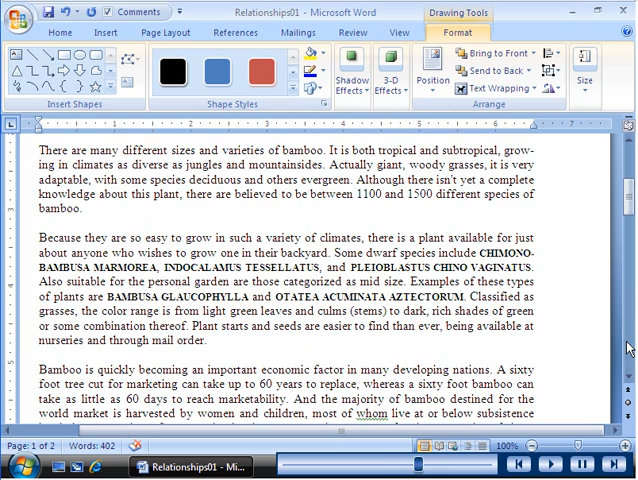 Comments
Relationships01 - Microsoft Word
Drawing Tools
Home Insert Page Layout References Mailings Review View Format
Shadow Effects
3-D Effects
Position
Bring to Front
Send to Back
Text Wrapping
Size
Insert Shapes
Shape Styles
Arrange
1 2 3 4 5 6 7
There are many different sizes and varieties of bamboo. It is both tropical and subtropical, grow-
ing in climates as diverse as jungles and mountainsides. Actually giant, woody grasses, it is very
adaptable, with some species deciduous and others evergreen. Although there isn't yet a complete
knowledge about this plant, there are believed to be between 1100 and 1500 different species of
bamboo.
Because they are so easy to grow in such a variety of climates, there is a plant available for just
about anyone who wishes to grow one in their backyard. Some dwarf species include CHIMONO-
BAMBUSA MARMOREA, INDOCALAMUS TESSELLATUS, and PLEIOBLASTUS CHINO VAGINATUS.
Also suitable for the personal garden are those categorized as mid size. Examples of these types
of plants are BAMBUSA GLAUCOPHYLLA and OTATEA ACUMINATA AZTECTORUM. Classified as
grasses, the color range is from light green leaves and culms (stems) to dark, rich shades of green
or some combination thereof. Plant starts and seeds are easier to find than ever, being available at
nurseries and through mail order.
Bamboo is quickly becoming an important economic factor in many developing nations. A sixty
foot tree cut for marketing can take up to 60 years to replace, whereas a sixty foot bamboo can
take as little as 60 days to reach marketability. And the majority of bamboo destined for the
world market is harvested by women and children, most of whom live at or below subsistence
Page: 1 of 2 Words: 402 100%
Relationships01 - Mi...